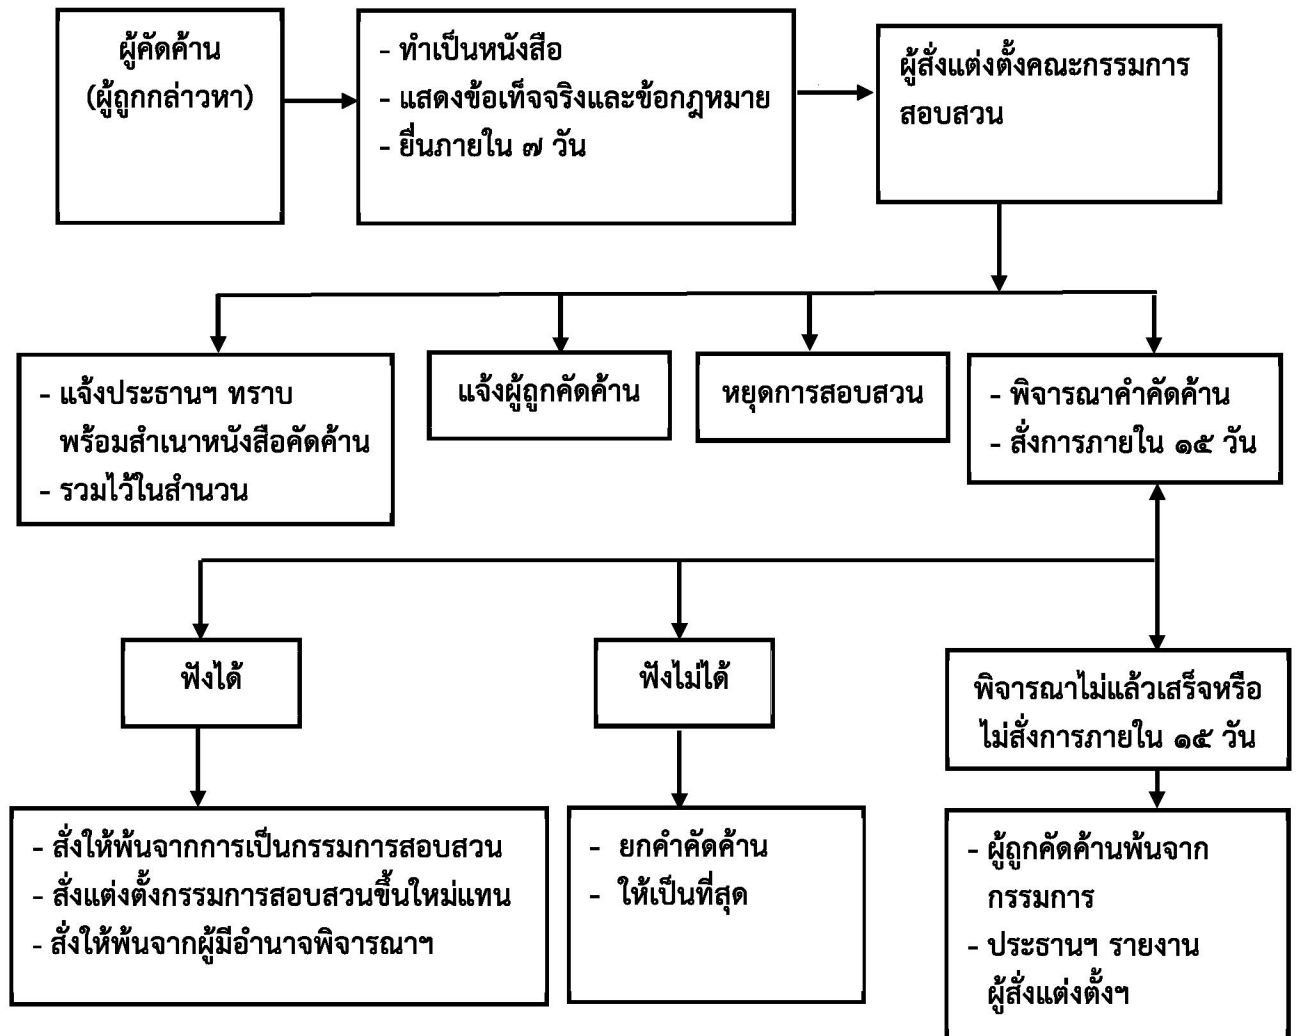 ผู้คัดค้าน
(ผู้ถูกกล่าวหา)
- ทำเป็นหนังสือ
- แสดงข้อเท็จจริงและข้อกฎหมาย
- ยื่นภายใน ๗ วัน
ผู้สั่งแต่งตั้งคณะกรรมการ
สอบสวน
- แจ้งประธานฯ ทราบ
พร้อมสำเนาหนังสือคัดค้าน
- รวมไว้ในสำนวน
แจ้งผู้ถูกคัดค้าน
หยุดการสอบสวน
- พิจารณาคำคัดค้าน
- สั่งการภายใน ๑๕ วัน
ฟังได้
ฟังไม่ได้
พิจารณาไม่แล้วเสร็จหรือ
ไม่สั่งการภายใน ๑๕ วัน
- สั่งให้พ้นจากการเป็นกรรมการสอบสวน
- สั่งแต่งตั้งกรรมการสอบสวนขึ้นใหม่แทน
- สั่งให้พ้นจากผู้มีอำนาจพิจารณาฯ
- ยกคำคัดค้าน
- ให้เป็นที่สุด
- ผู้ถูกคัดค้านพ้นจาก
กรรมการ
- ประธานฯ รายงาน
ผู้สั่งแต่งตั้งฯ